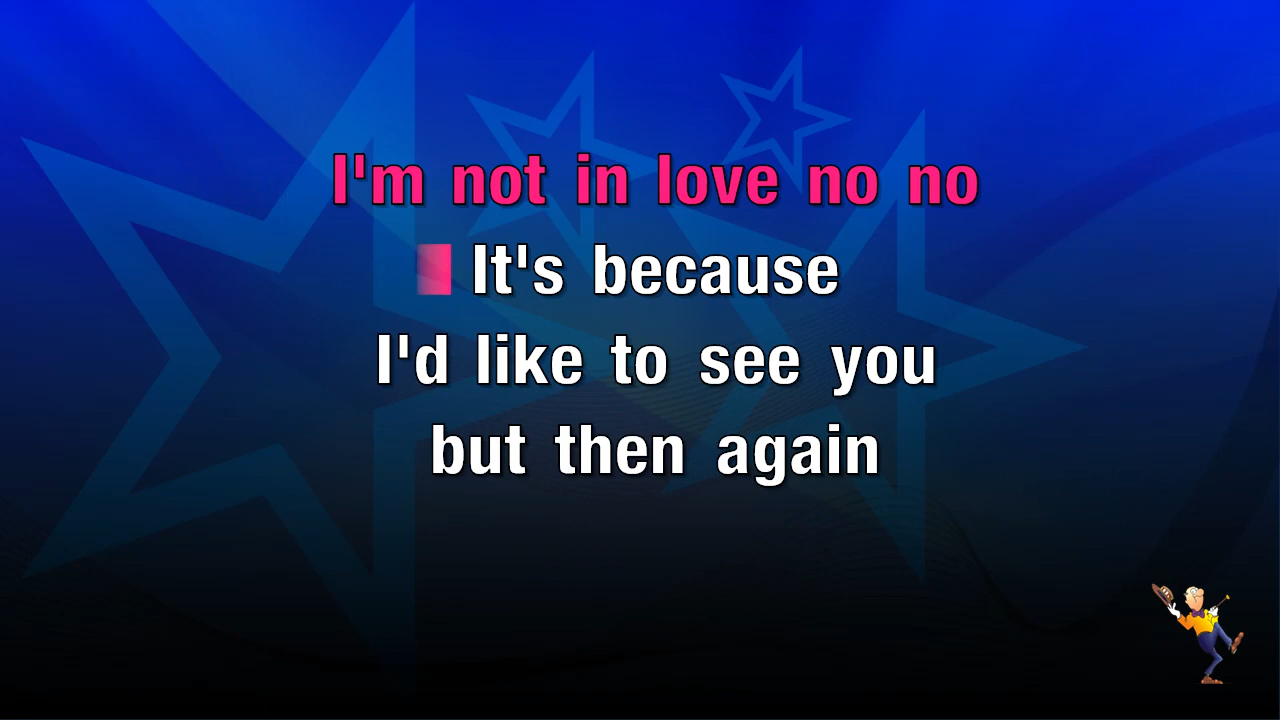 I'm not in love no no
It's because
I'd like to see you
but then again